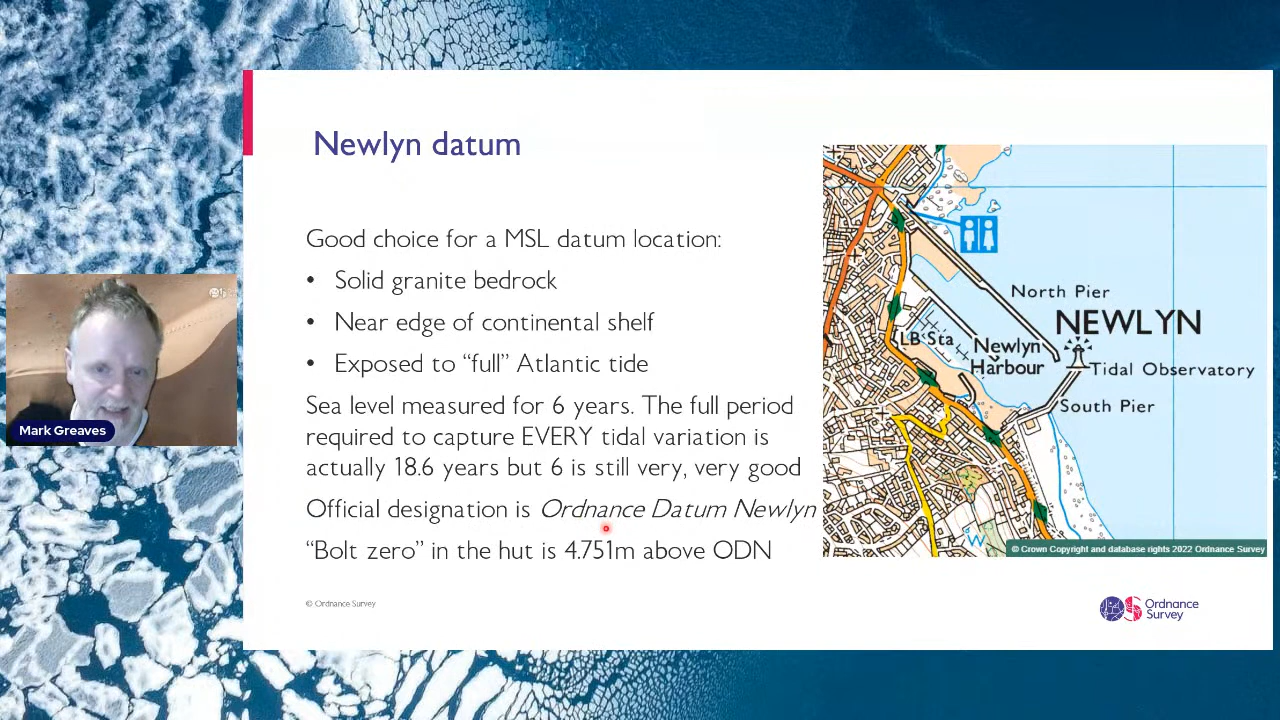 Newlyn datum
Good choice for a MSL datum location:
• Solid granite bedrock
• Near edge of continental shelf
• Exposed to “full” Atlantic tide
Sea level measured for 6 years. The full period
required to capture EVERY tidal variation is
actually 18.6 years but 6 is still very, very good
Official designation is Ordnance Datum Newlyn
“Bolt zero” in the hut is 4.751m above ODN
© Ordnance Survey
North Pier
NEWLYN
LB Sta
Newlyn
Harbour
Tidal Observatory
South Pier
W
© Crown Copyright and database rights 2022 Ordnance Survey
Ordnance
Survey
Mark Greaves